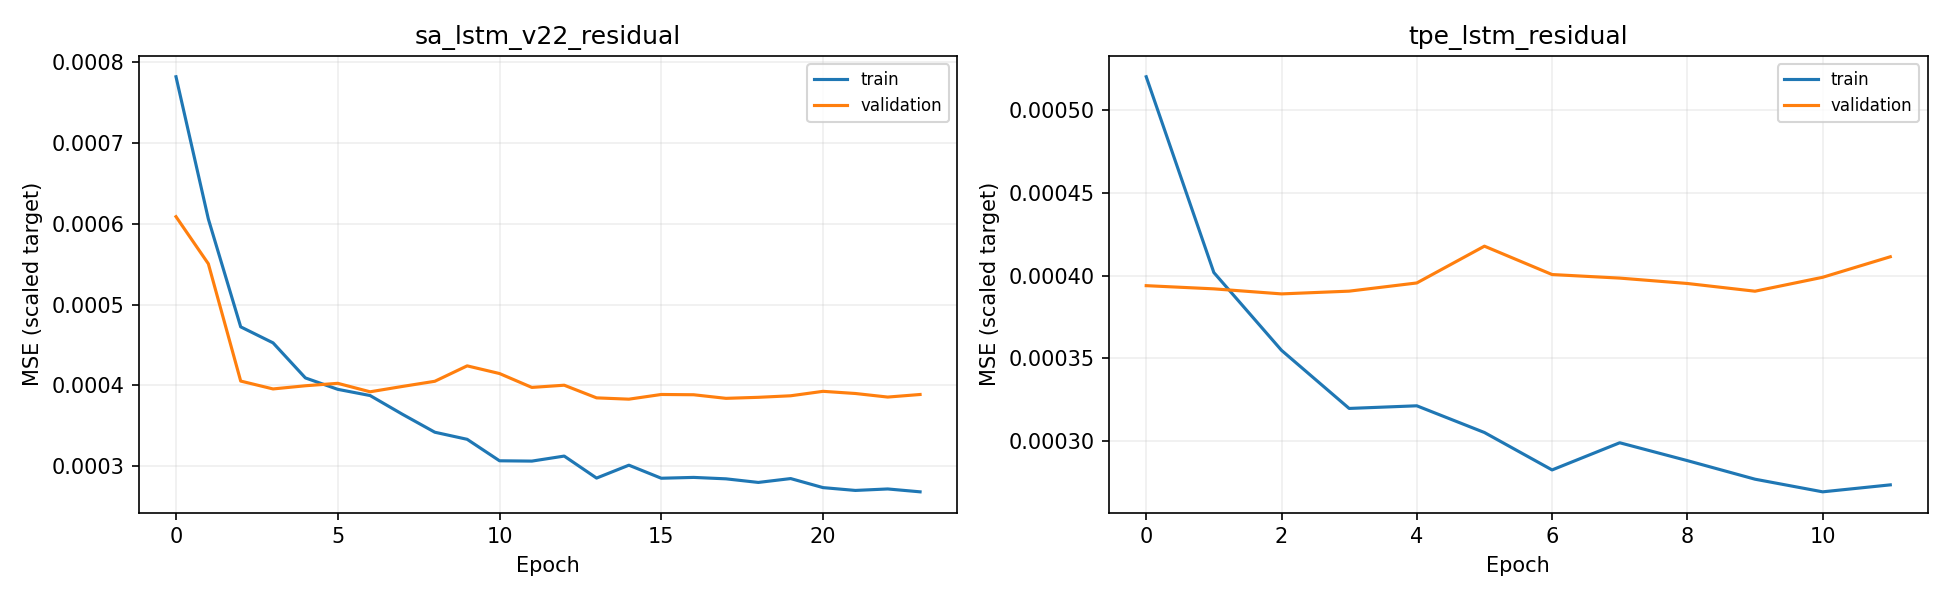 sa_lstm_v22_residual
train
validation
MSE (scaled target)
0.0008
0.0007
0.0006
0.0005
0.0004
0.0003
0 5 10 15 20
Epoch
tpe_lstm_residual
train
validation
MSE (scaled target)
0.00050
0.00045
0.00040
0.00035
0.00030
0 2 4 6 8 10
Epoch